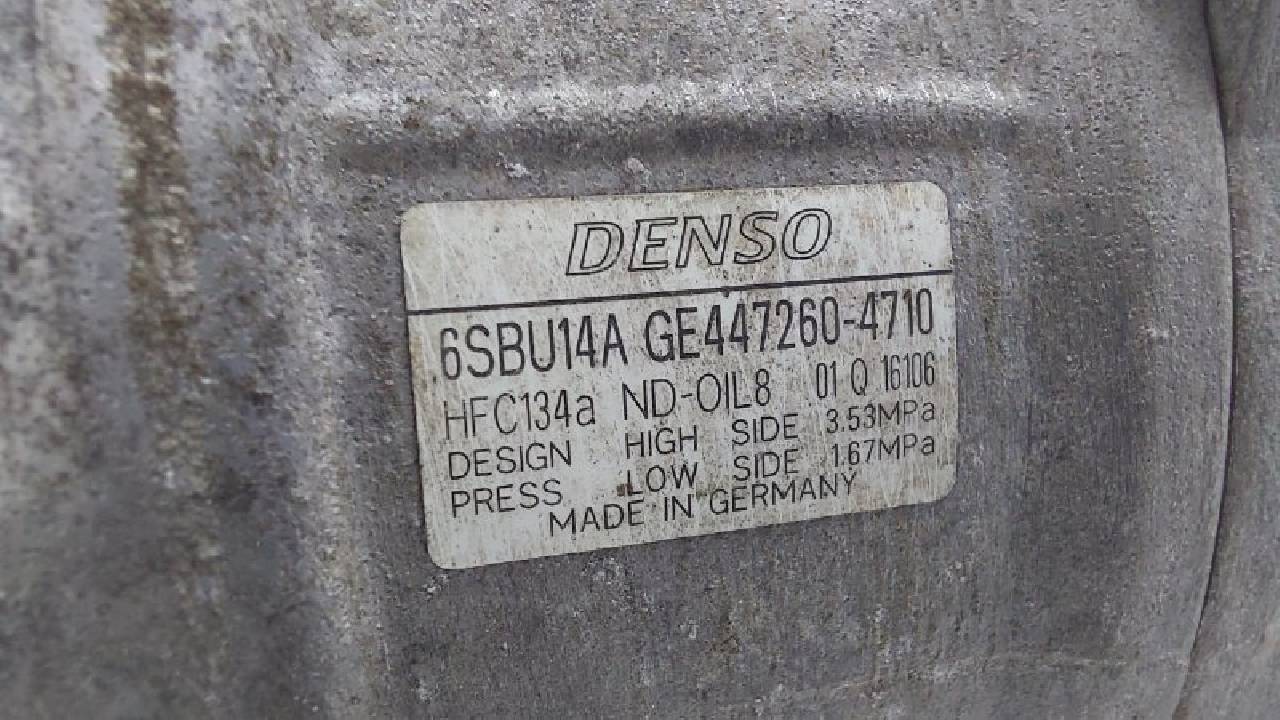 DENSO
6SBU14A GE447260-4710
HFC134a ND-OIL8 01 Q 16106
DESIGN HIGH SIDE 3.53MPa
PRESS LOW SIDE 1.67MPa
MADE IN GERMANY